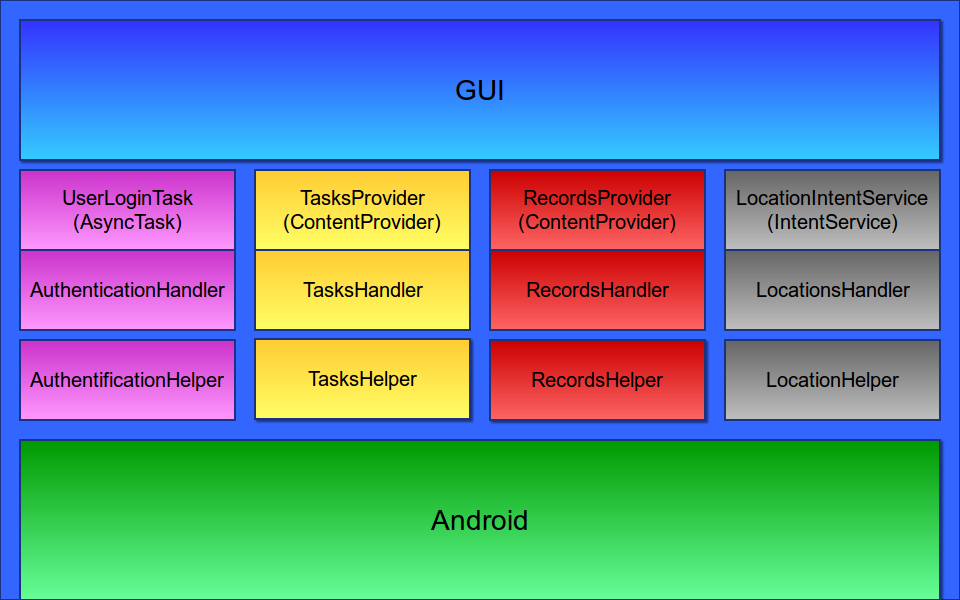 GUI
UserLoginTask
(AsyncTask)
TasksProvider
(ContentProvider)
RecordsProvider
(ContentProvider)
LocationIntentService
(IntentService)
AuthenticationHandler
TasksHandler
RecordsHandler
LocationsHandler
AuthentificationHelper
TasksHelper
RecordsHelper
LocationHelper
Android